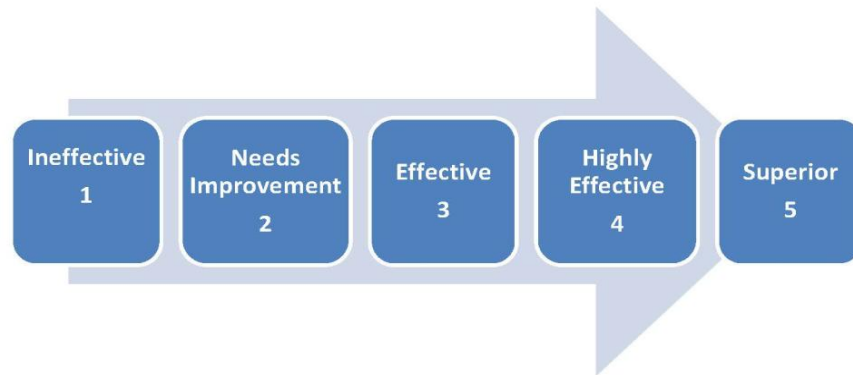 Ineffective
1
Needs
Improvement
2
Effective
3
Highly
Effective
4
Superior
5